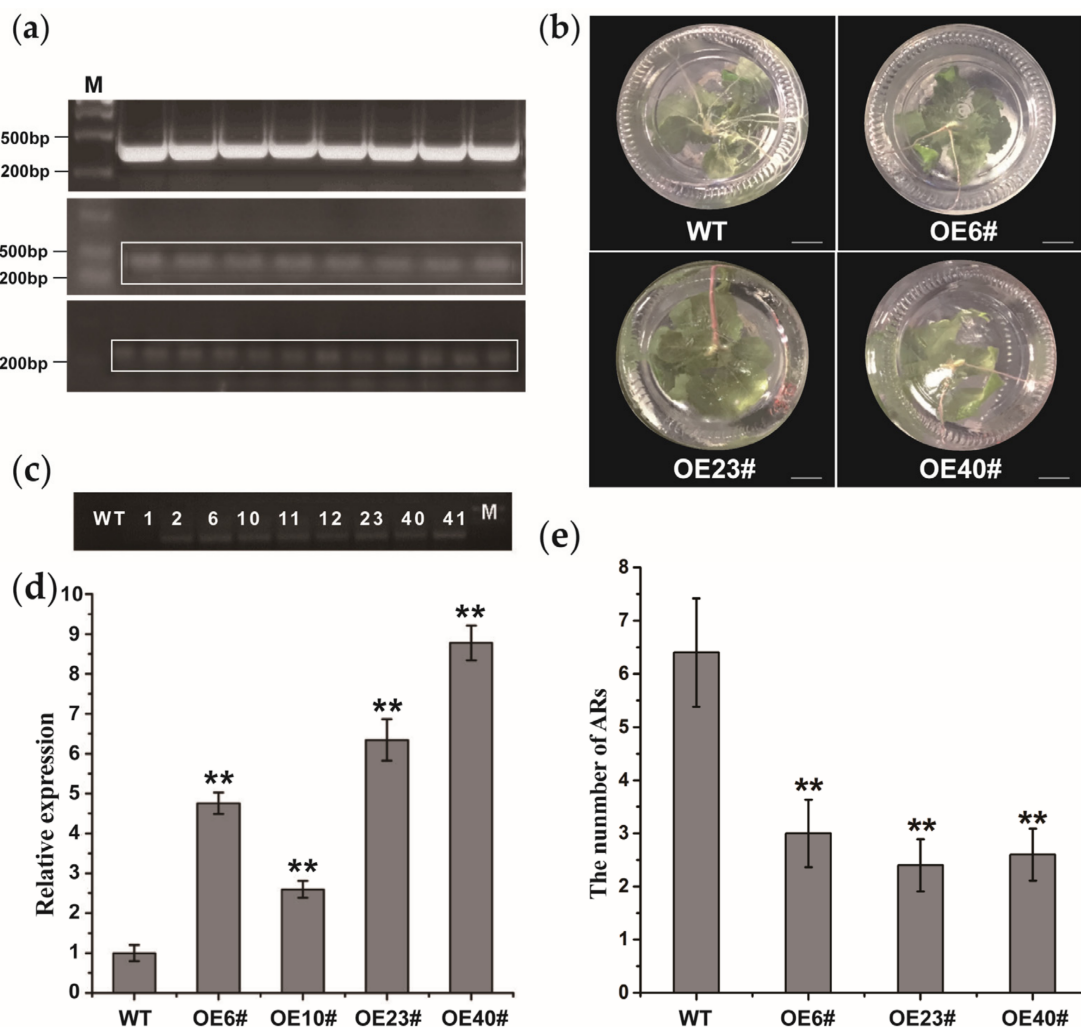 (a)
M
500bp
200bp
500bp
200bp
200bp
(b)
WT
OE6#
OE23#
OE40#
(c)
WT 1 2 6 10 11 12 23 40 41 M
(d)
10
9
8
7
6
5
4
3
2
1
0
Relative expression
**
**
**
**
WT OE6# OE10# OE23# OE40#
(e)
8
7
6
5
4
3
2
1
0
The nunmber of ARs
**
**
**
WT OE6# OE23# OE40#